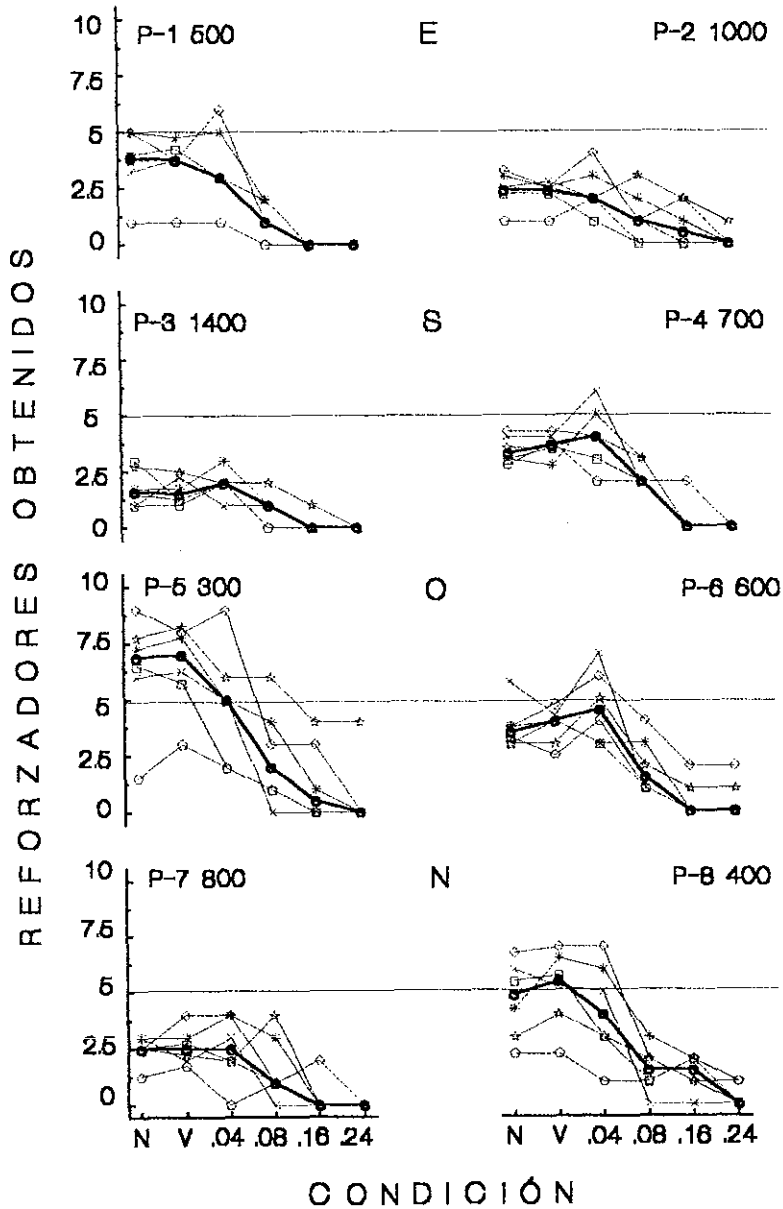 REFORZADORES OBTENIDOS
10
7.5
5
2.5
0
P-1 500
E
P-2 1000
10
7.5
5
2.5
0
P-3 1400
S
P-4 700
10
7.5
5
2.5
0
P-5 300
O
P-6 600
10
7.5
5
2.5
0
P-7 800
N
P-8 400
N V .04 .08 .16 .24
N V .04 .08 .16 .24
CONDICIÓN